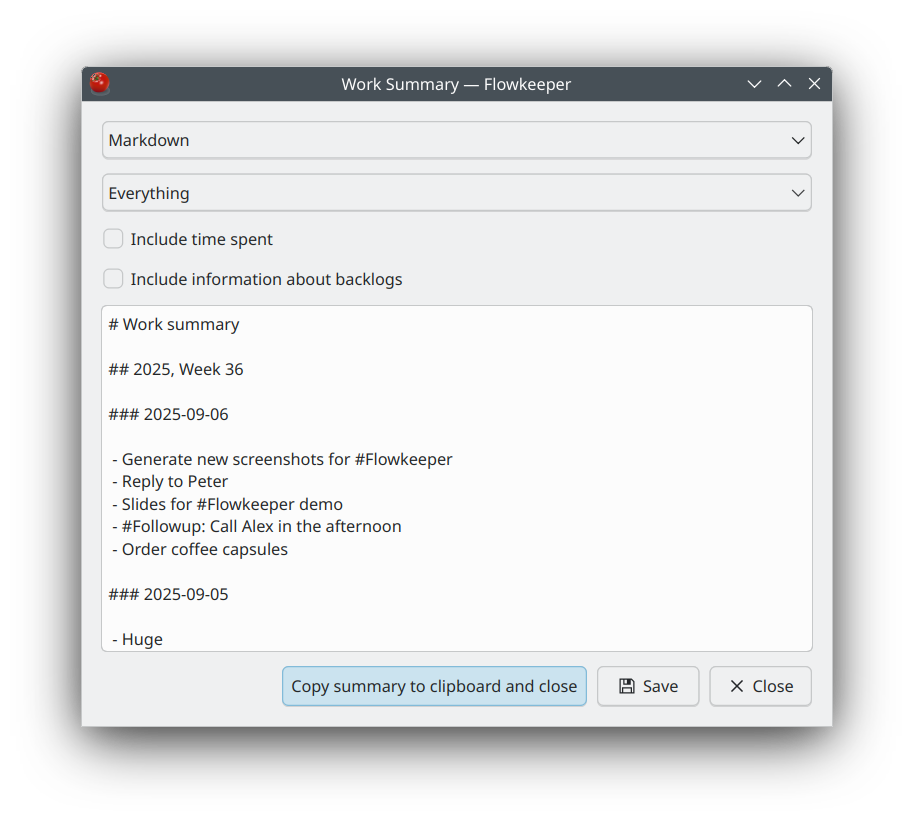 Work Summary — Flowkeeper
Markdown
Everything
Include time spent
Include information about backlogs
# Work summary
## 2025, Week 36
### 2025-09-06
- Generate new screenshots for #Flowkeeper
- Reply to Peter
- Slides for #Flowkeeper demo
- #Followup: Call Alex in the afternoon
- Order coffee capsules
### 2025-09-05
- Huge
Copy summary to clipboard and close
Save
Close